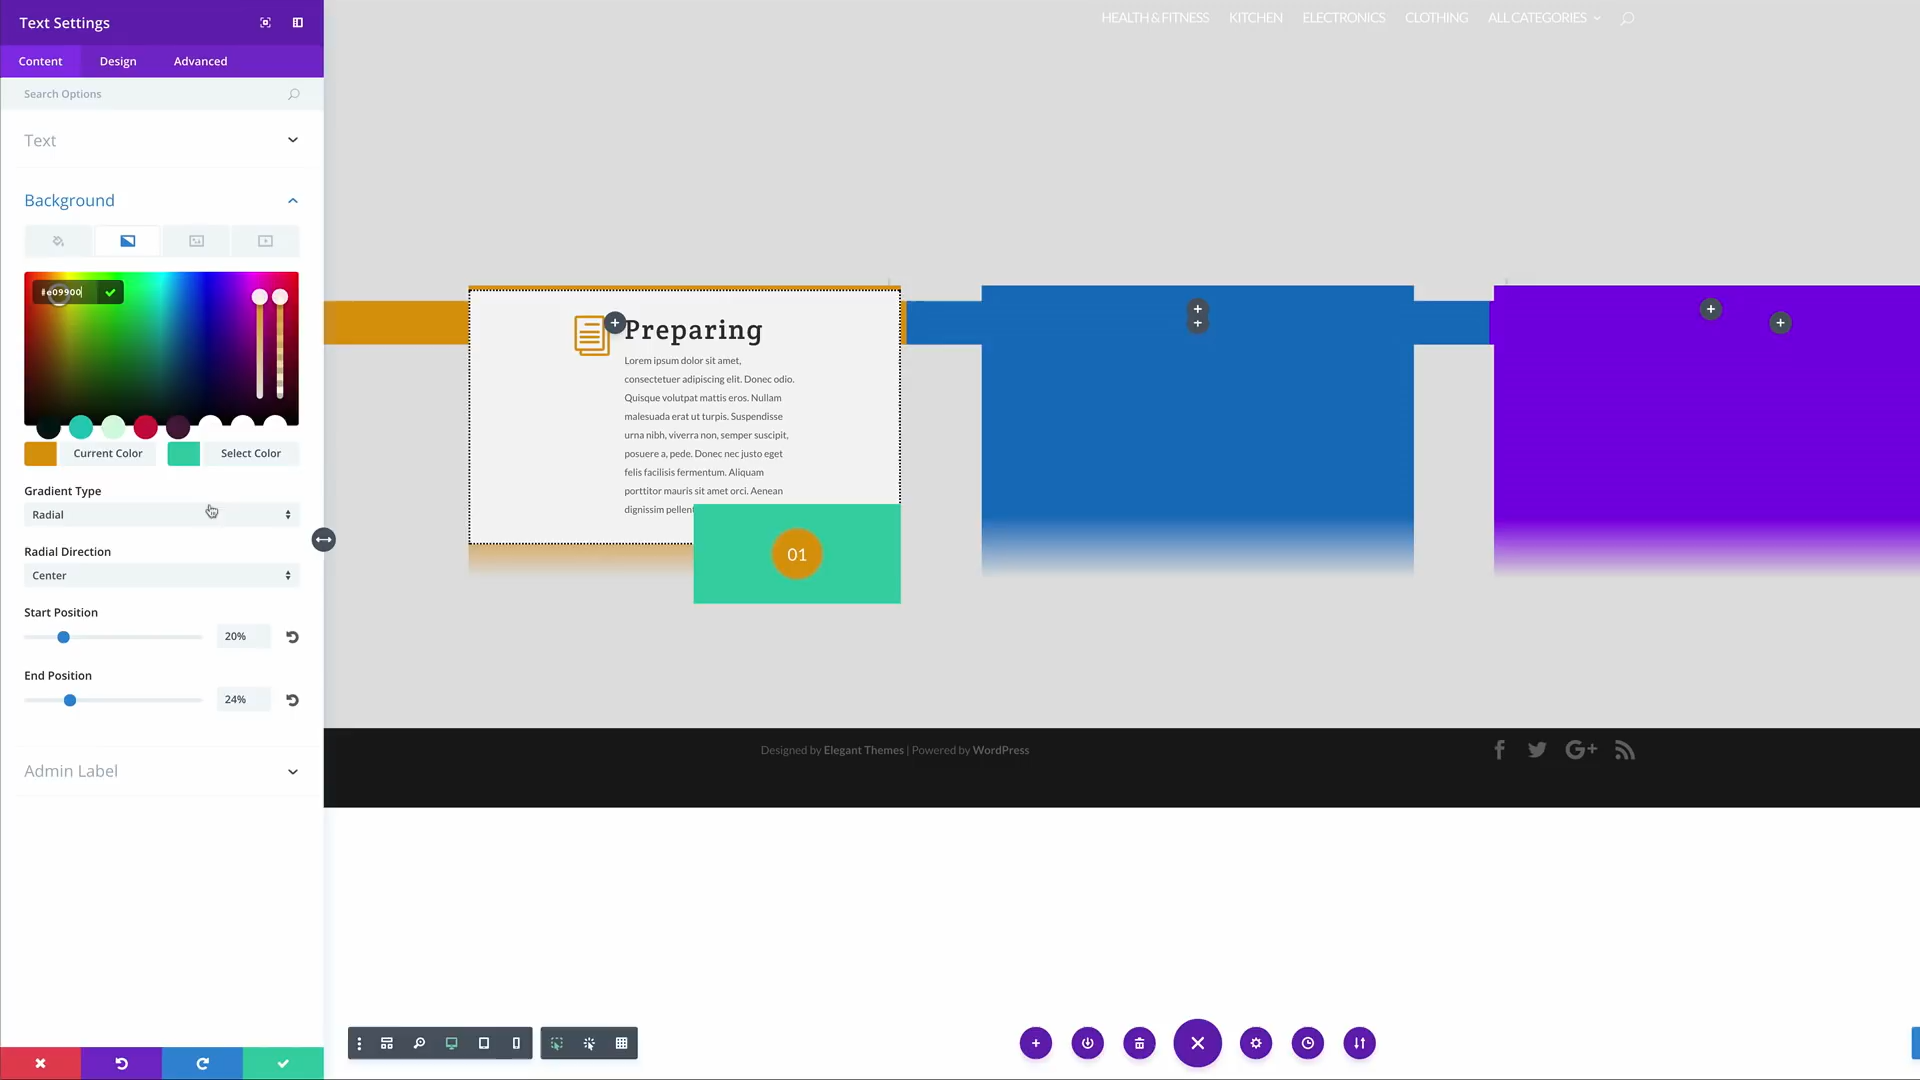 Text Settings
Content Design Advanced
Search Options
Text
Background
#e09900
Current Color Select Color
Gradient Type
Radial
Radial Direction
Center
Start Position
20%
End Position
24%
Admin Label
HEALTH & FITNESS KITCHEN ELECTRONICS CLOTHING ALL CATEGORIES
Preparing
Lorem ipsum dolor sit amet,
consectetuer adipiscing elit. Donec odio.
Quisque volutpat mattis eros. Nullam
malesuada erat ut turpis. Suspendisse
urna nibh, viverra non, semper suscipit,
posuere a, pede. Donec nec justo eget
felis facilisis fermentum. Aliquam
porttitor mauris sit amet orci. Aenean
dignissim
01
Designed by Elegant Themes | Powered by WordPress